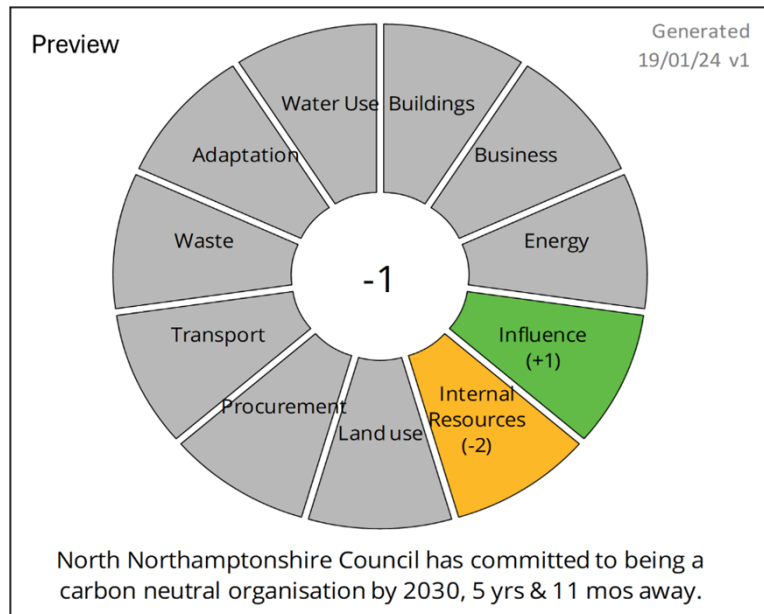 Preview
Generated
19/01/24 v1
Water Use
Buildings
Adaptation
Business
Waste
Energy
-1
Transport
Influence
(+1)
Procurement
Land use
Internal
Resources
(-2)
North Northamptonshire Council has committed to being a
carbon neutral organisation by 2030, 5 yrs & 11 mos away.